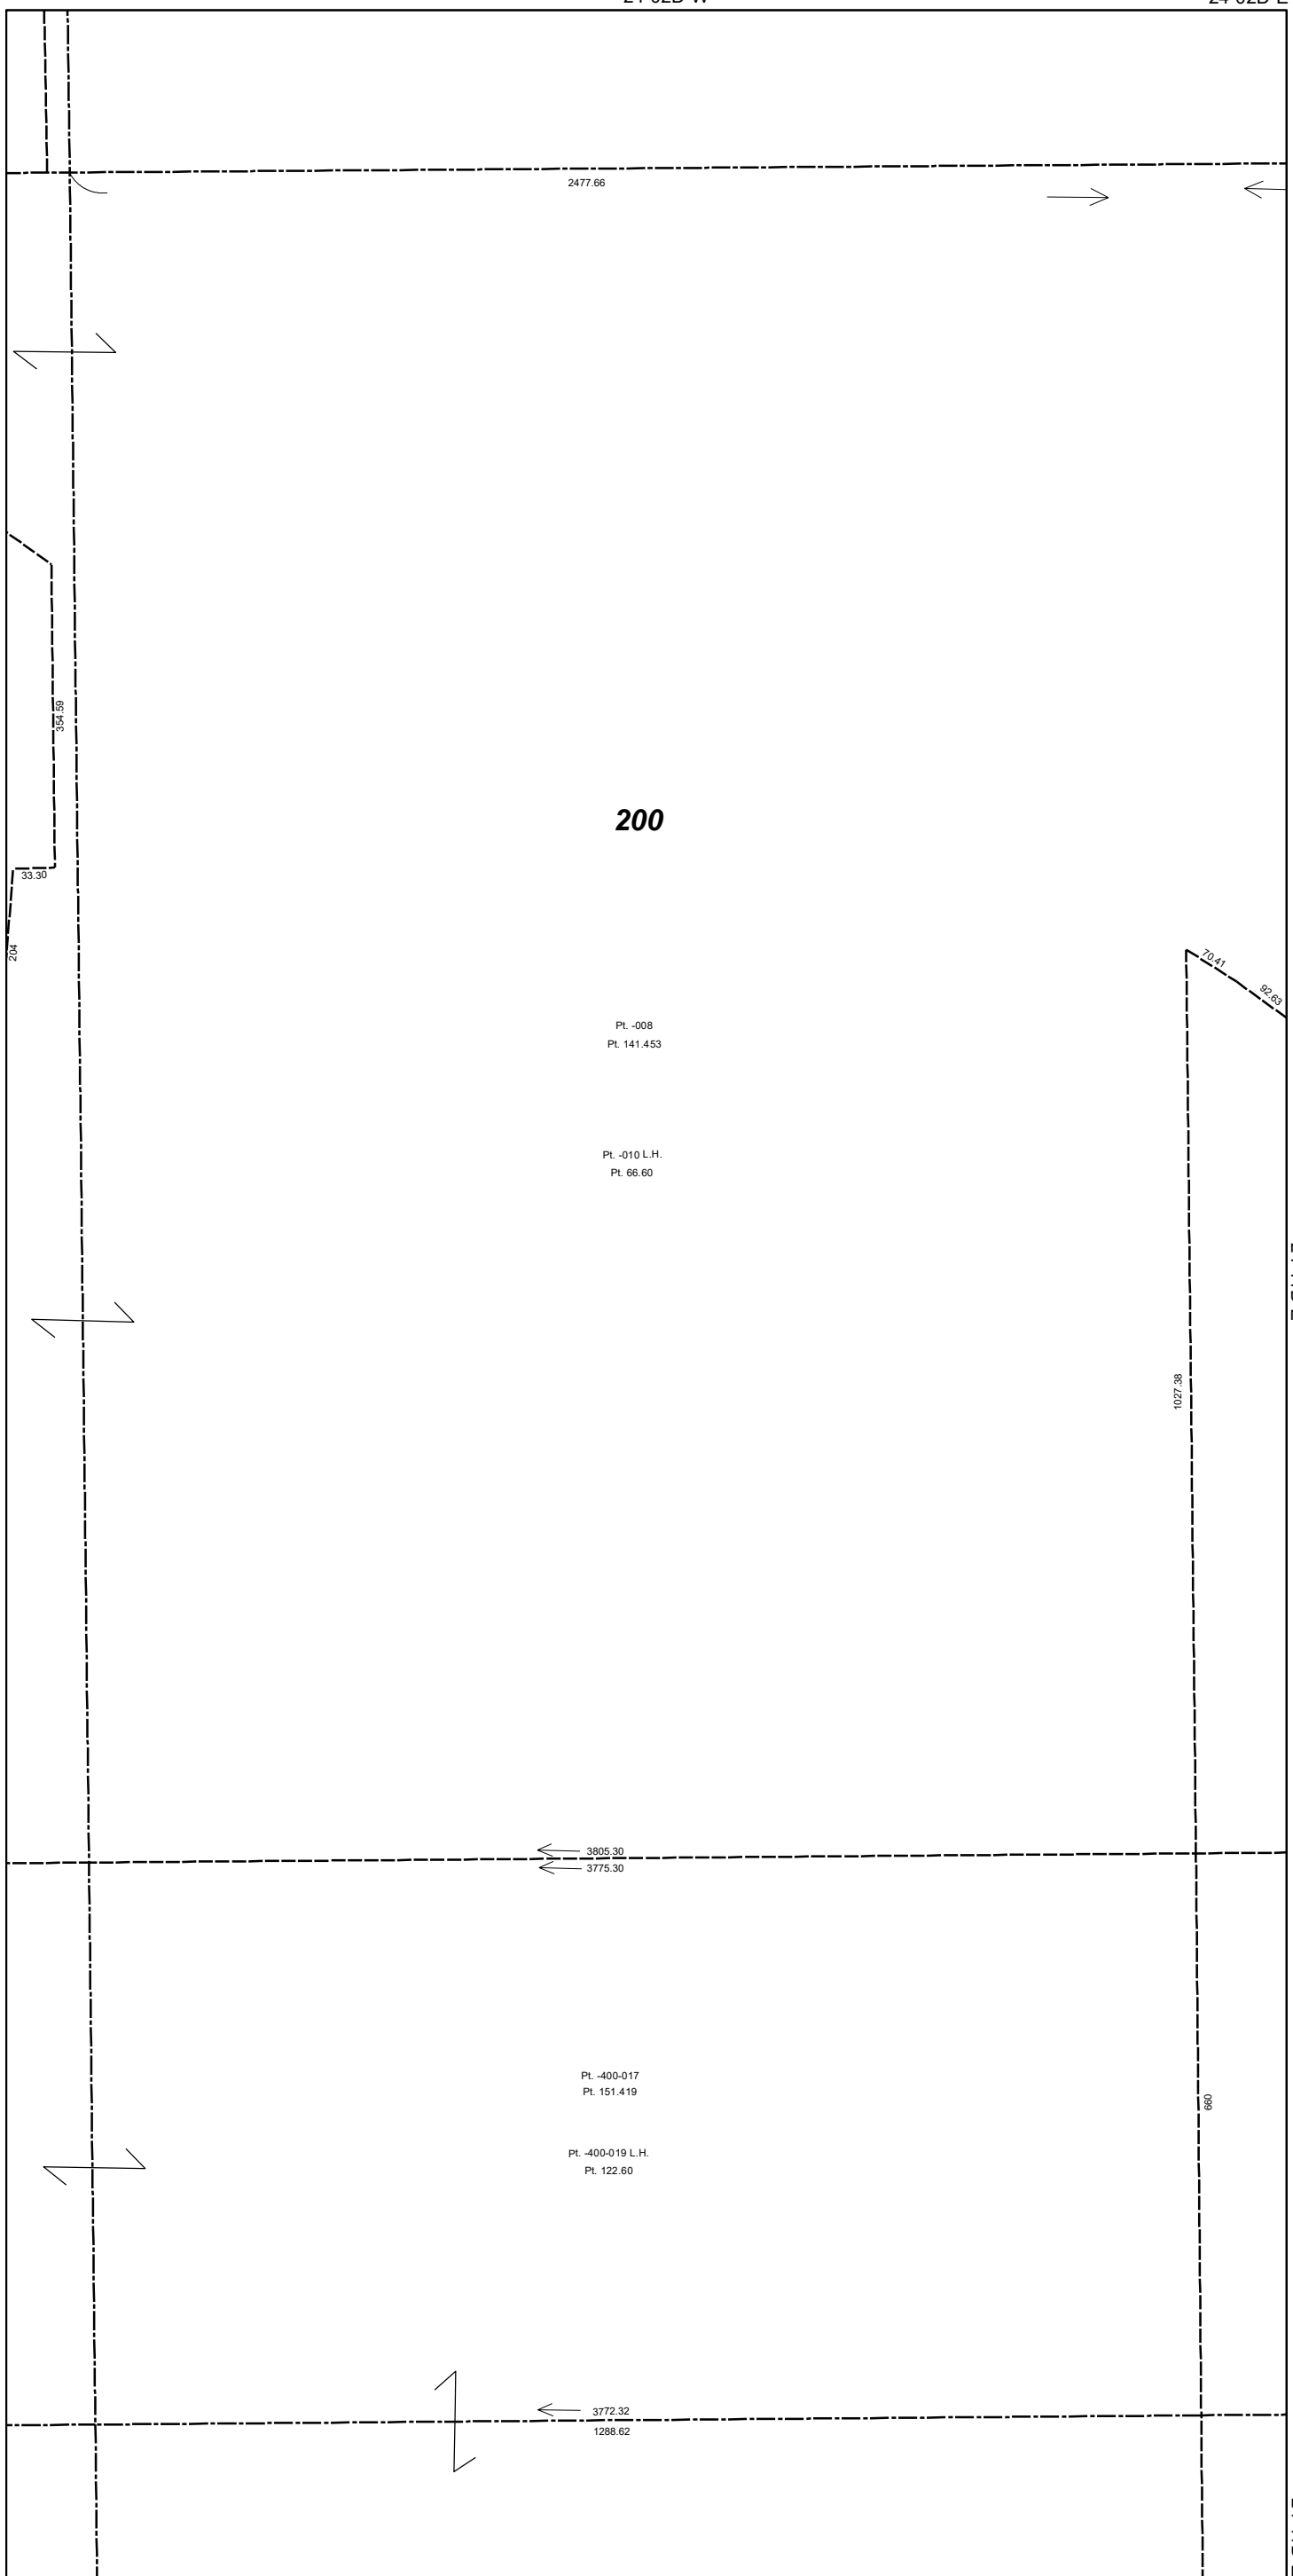 2477.66
354.59
200
33.30
204
70.41
92.63
Pt. -008
Pt. 141.453
Pt. -010 L.H.
Pt. 66.60
1027.38
3805.30
3775.30
Pt. -400-017
Pt. 151.419
660
Pt. -400-019 L.H.
Pt. 122.60
3772.32
1288.62